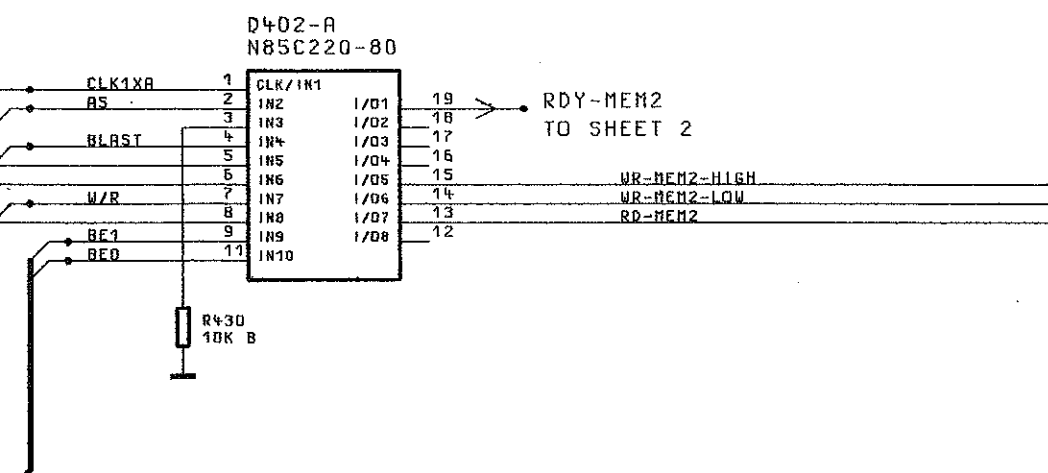 D402-A
N85C220-80
CLK1XA 1 CLK/IN1
AS 2 IN2 I/O1 19 RDY-MEM2
3 IN3 I/O2 18 TO SHEET 2
BLAST 4 IN4 I/O3 17
5 IN5 I/O4 16
6 IN6 I/O5 15 WR-MEM2-HIGH
W/R 7 IN7 I/O6 14 WR-MEM2-LOW
8 IN8 I/O7 13 RD-MEM2
BE1 9 IN9 I/O8 12
BE0 11 IN10
R430
10K B